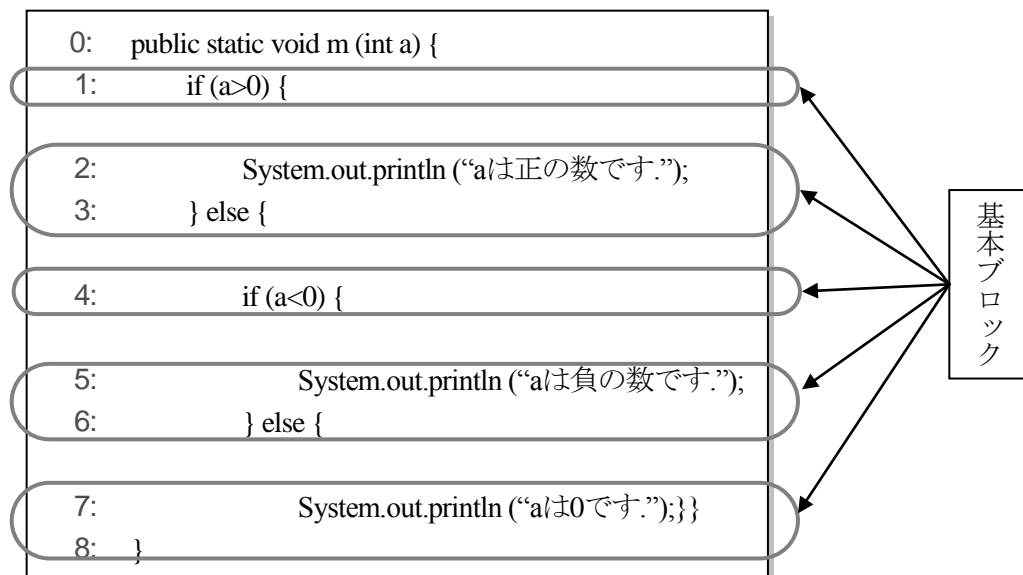 0: public static void m (int a) {
1: if (a>0) {
2: System.out.println (“aは正の数です.”);
3: } else {
4: if (a<0) {
5: System.out.println (“aは負の数です.”);
6: } else {
7: System.out.println (“aは0です.”);}}
8: }
基本ブロック